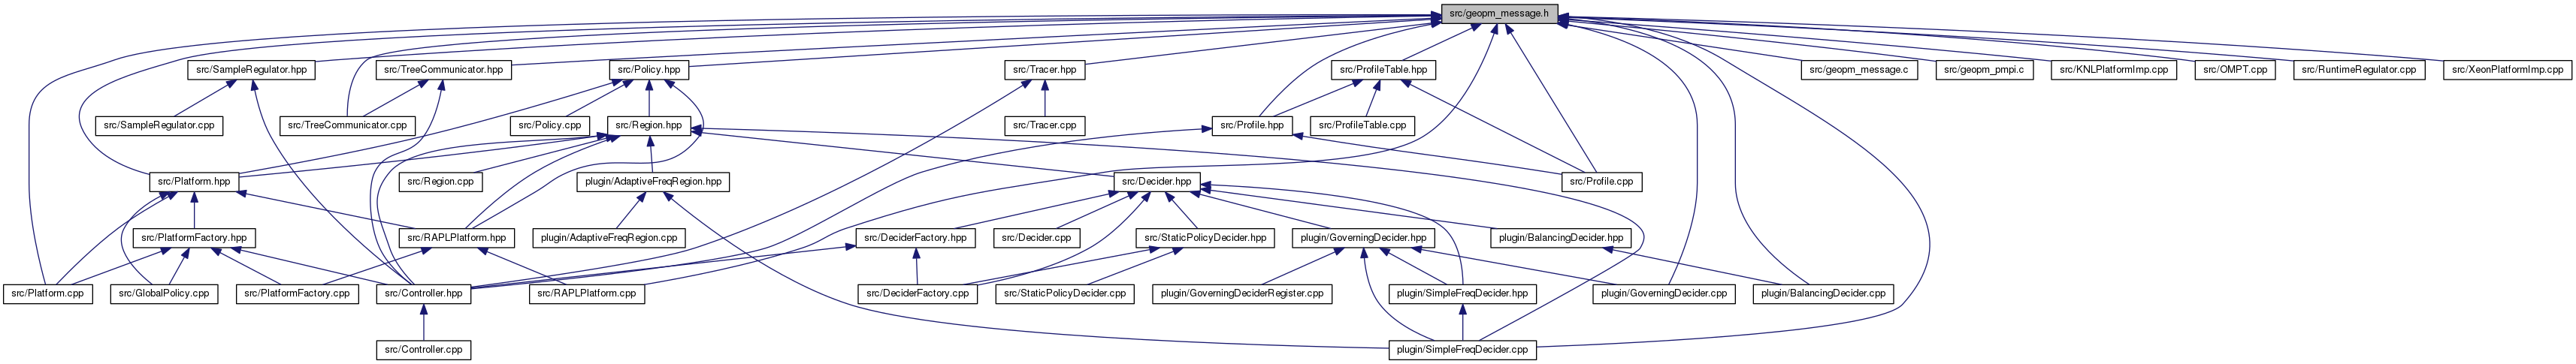 src/geopm_message.h
src/SampleRegulator.hpp
src/TreeCommunicator.hpp
src/Policy.hpp
src/Tracer.hpp
src/ProfileTable.hpp
src/geopm_message.c
src/geopm_pmpi.c
src/KNLPlatformImp.cpp
src/OMPT.cpp
src/RuntimeRegulator.cpp
src/XeonPlatformImp.cpp
src/SampleRegulator.cpp
src/TreeCommunicator.cpp
src/Policy.cpp
src/Region.hpp
src/Tracer.cpp
src/Profile.hpp
src/ProfileTable.cpp
src/Platform.hpp
src/Region.cpp
plugin/AdaptiveFreqRegion.hpp
src/Decider.hpp
src/Profile.cpp
src/PlatformFactory.hpp
src/RAPLPlatform.hpp
plugin/AdaptiveFreqRegion.cpp
src/DeciderFactory.hpp
src/Decider.cpp
src/StaticPolicyDecider.hpp
plugin/GoverningDecider.hpp
plugin/BalancingDecider.hpp
src/Platform.cpp
src/GlobalPolicy.cpp
src/PlatformFactory.cpp
src/Controller.hpp
src/RAPLPlatform.cpp
src/DeciderFactory.cpp
src/StaticPolicyDecider.cpp
plugin/GoverningDeciderRegister.cpp
plugin/SimpleFreqDecider.hpp
plugin/GoverningDecider.cpp
plugin/BalancingDecider.cpp
src/Controller.cpp
plugin/SimpleFreqDecider.cpp